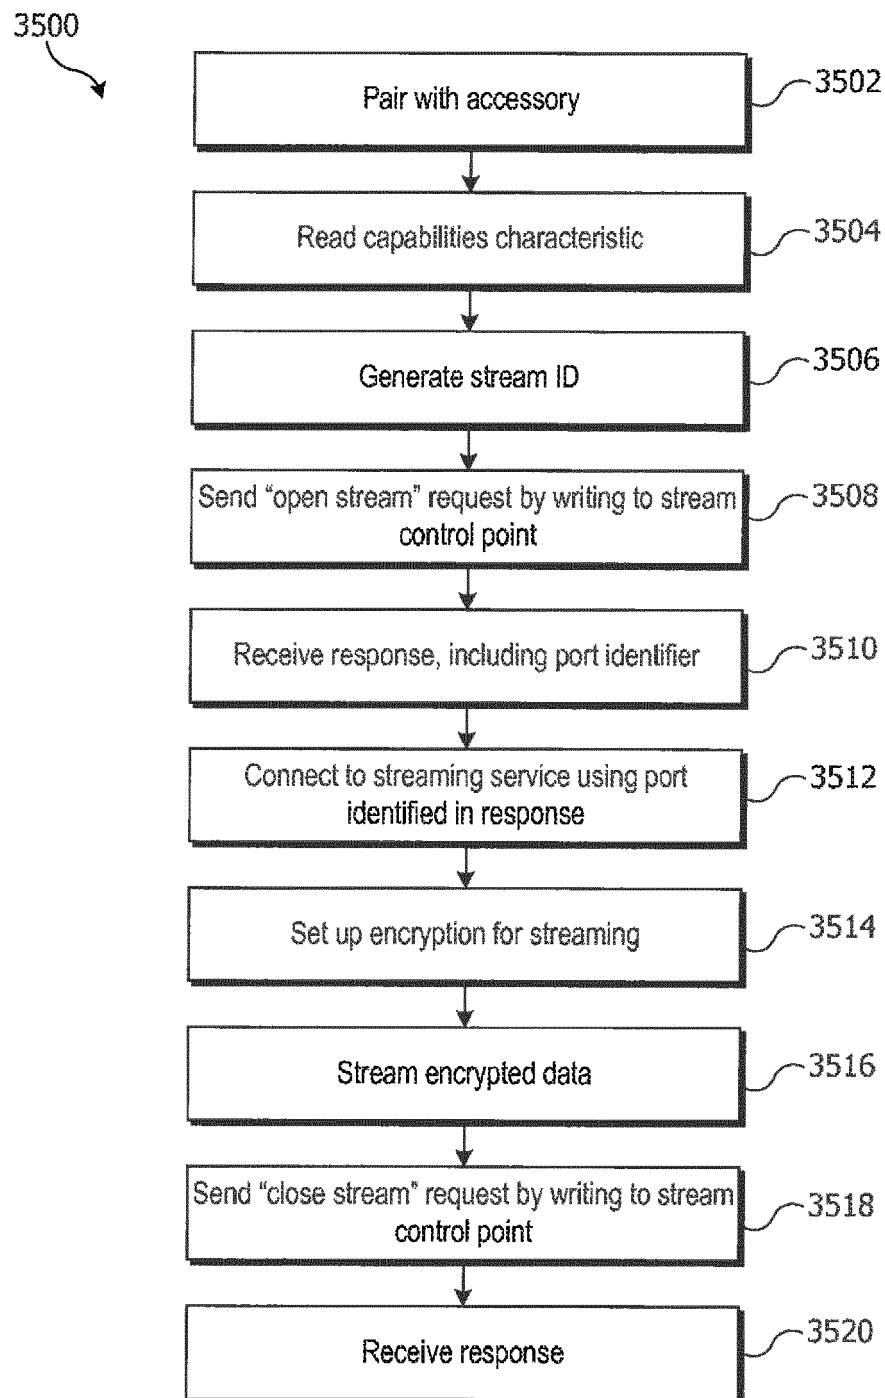 3500
Pair with accessory
3502
Read capabilities characteristic
3504
Generate stream ID
3506
Send “open stream” request by writing to stream
control point
3508
Receive response, including port identifier
3510
Connect to streaming service using port
identified in response
3512
Set up encryption for streaming
3514
Stream encrypted data
3516
Send “close stream” request by writing to stream
control point
3518
Receive response
3520